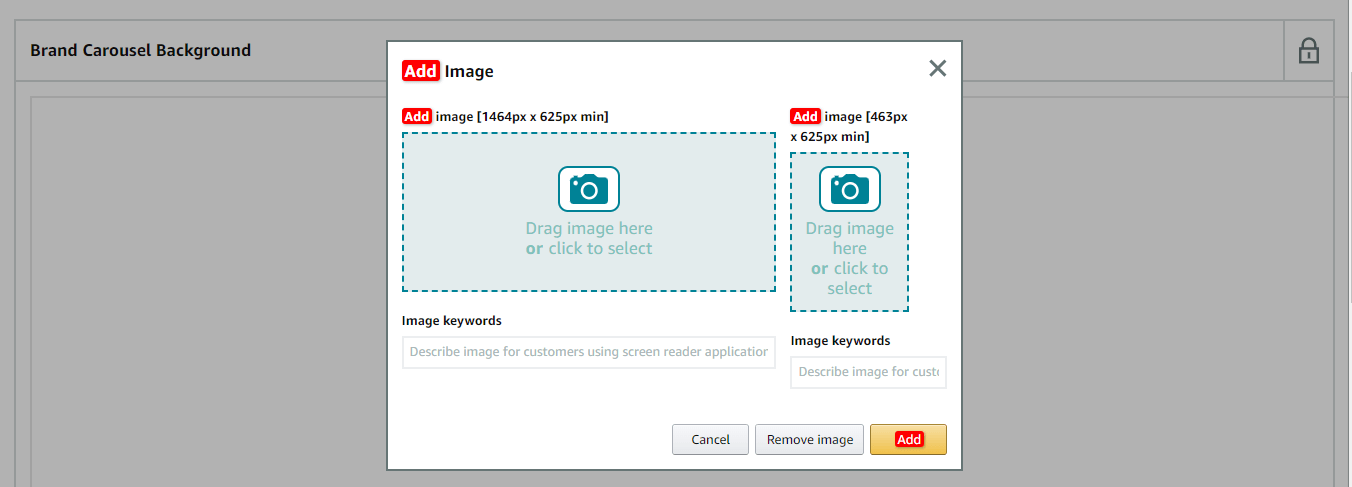 Brand Carousel Background
Add Image
Add image [1464px x 625px min]
Drag image here
or click to select
Image keywords
Describe image for customers using screen reader application
Add image [463px
x 625px min]
Drag image
here
or click to
select
Image keywords
Describe image for custo
Cancel
Remove image
Add